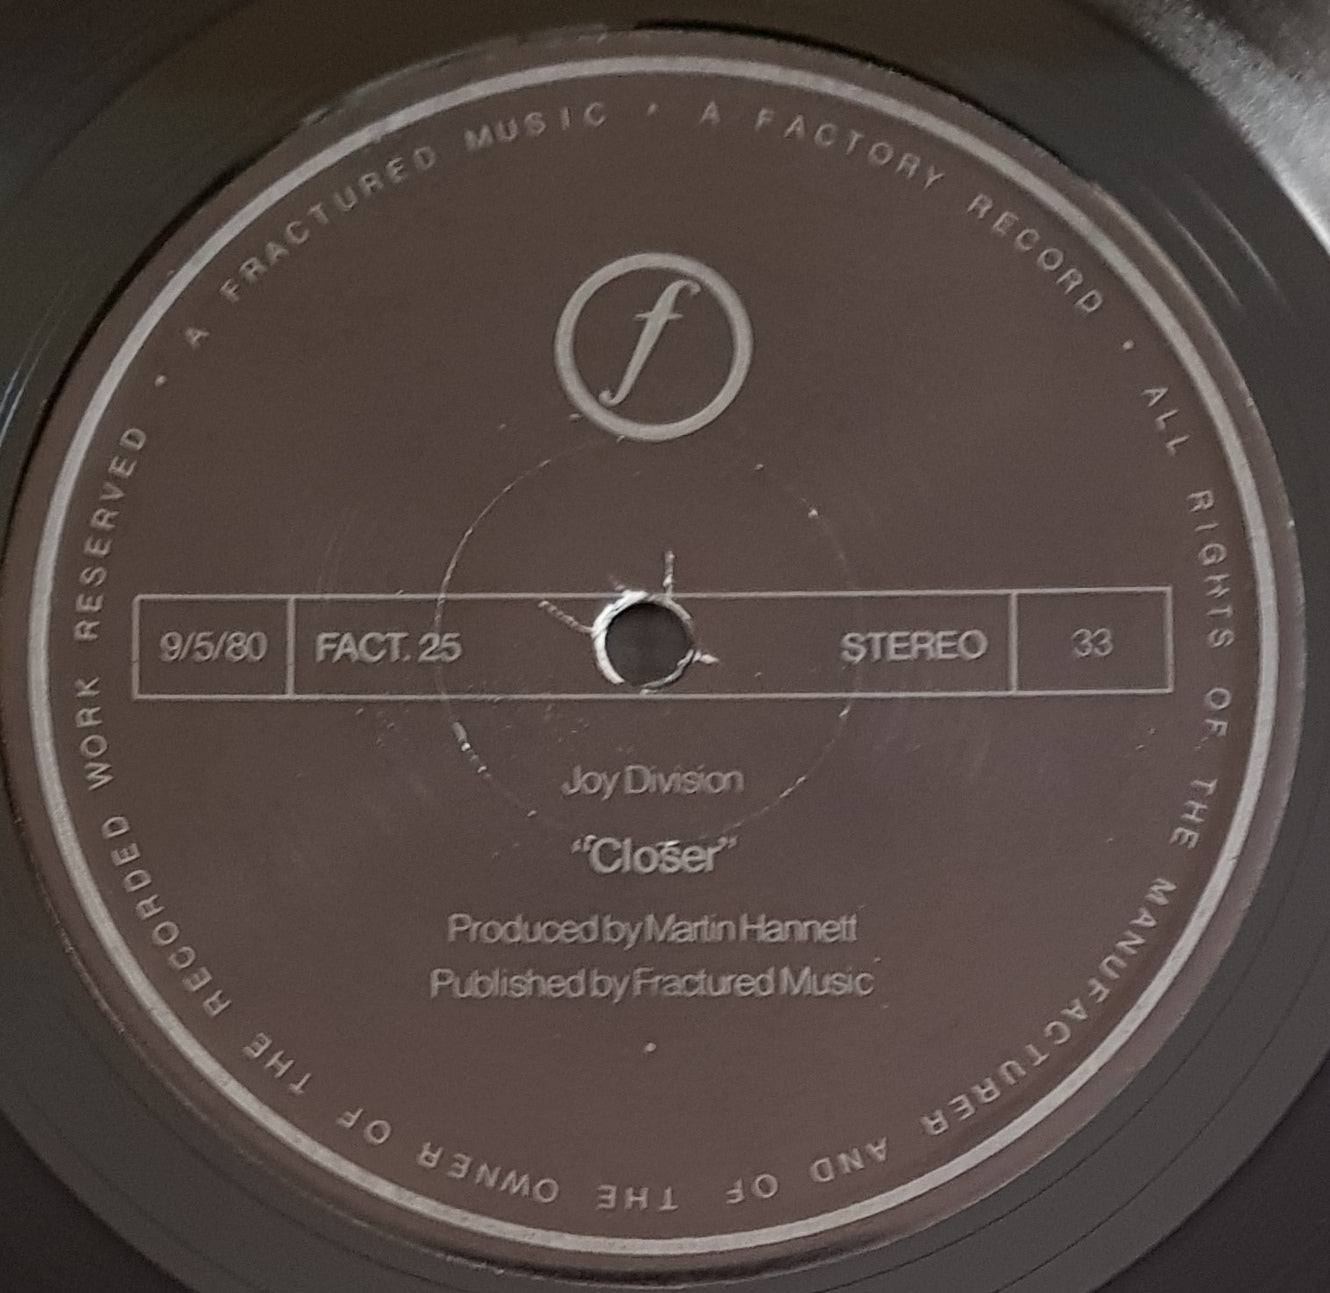 A FRACTURED MUSIC · A FACTORY RECORD · ALL RIGHTS OF THE MANUFACTURER AND OF THE OWNER OF THE RECORDED WORK RESERVED ·
f
9/5/80 FACT. 25 STEREO 33
Joy Division
“Closer”
Produced by Martin Hannett
Published by Fractured Music